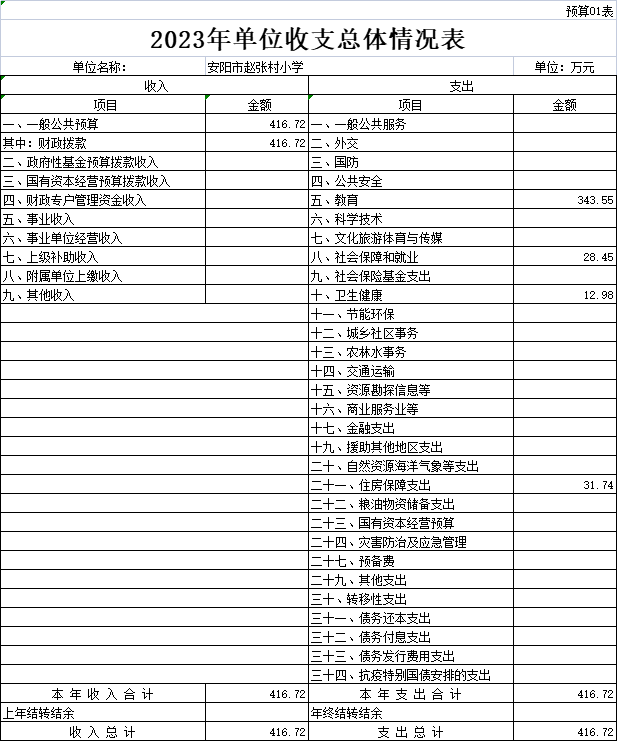 预算01表
2023年单位收支总体情况表
单位名称: 安阳市赵张村小学 单位: 万元
收入 支出
项目 金额 项目 金额
一、一般公共预算 416.72 一、一般公共服务
其中: 财政拨款 416.72 二、外交
二、政府性基金预算拨款收入 三、国防
三、国有资本经营预算拨款收入 四、公共安全
四、财政专户管理资金收入 五、教育 343.55
五、事业收入 六、科学技术
六、事业单位经营收入 七、文化旅游体育与传媒
七、上级补助收入 八、社会保障和就业 28.45
八、附属单位上缴收入 九、社会保险基金支出
九、其他收入 十、卫生健康 12.98
十一、节能环保
十二、城乡社区事务
十三、农林水事务
十四、交通运输
十五、资源勘探信息等
十六、商业服务业等
十七、金融支出
十九、援助其他地区支出
二十、自然资源海洋气象等支出
二十一、住房保障支出 31.74
二十二、粮油物资储备支出
二十三、国有资本经营预算
二十四、灾害防治及应急管理
二十七、预备费
二十九、其他支出
三十、转移性支出
三十一、债务还本支出
三十二、债务付息支出
三十三、债务发行费用支出
三十四、抗疫特别国债安排的支出
本年收入合计 416.72 本年支出合计 416.72
上年结转结余 年终结转结余
收入总计 416.72 支出总计 416.72